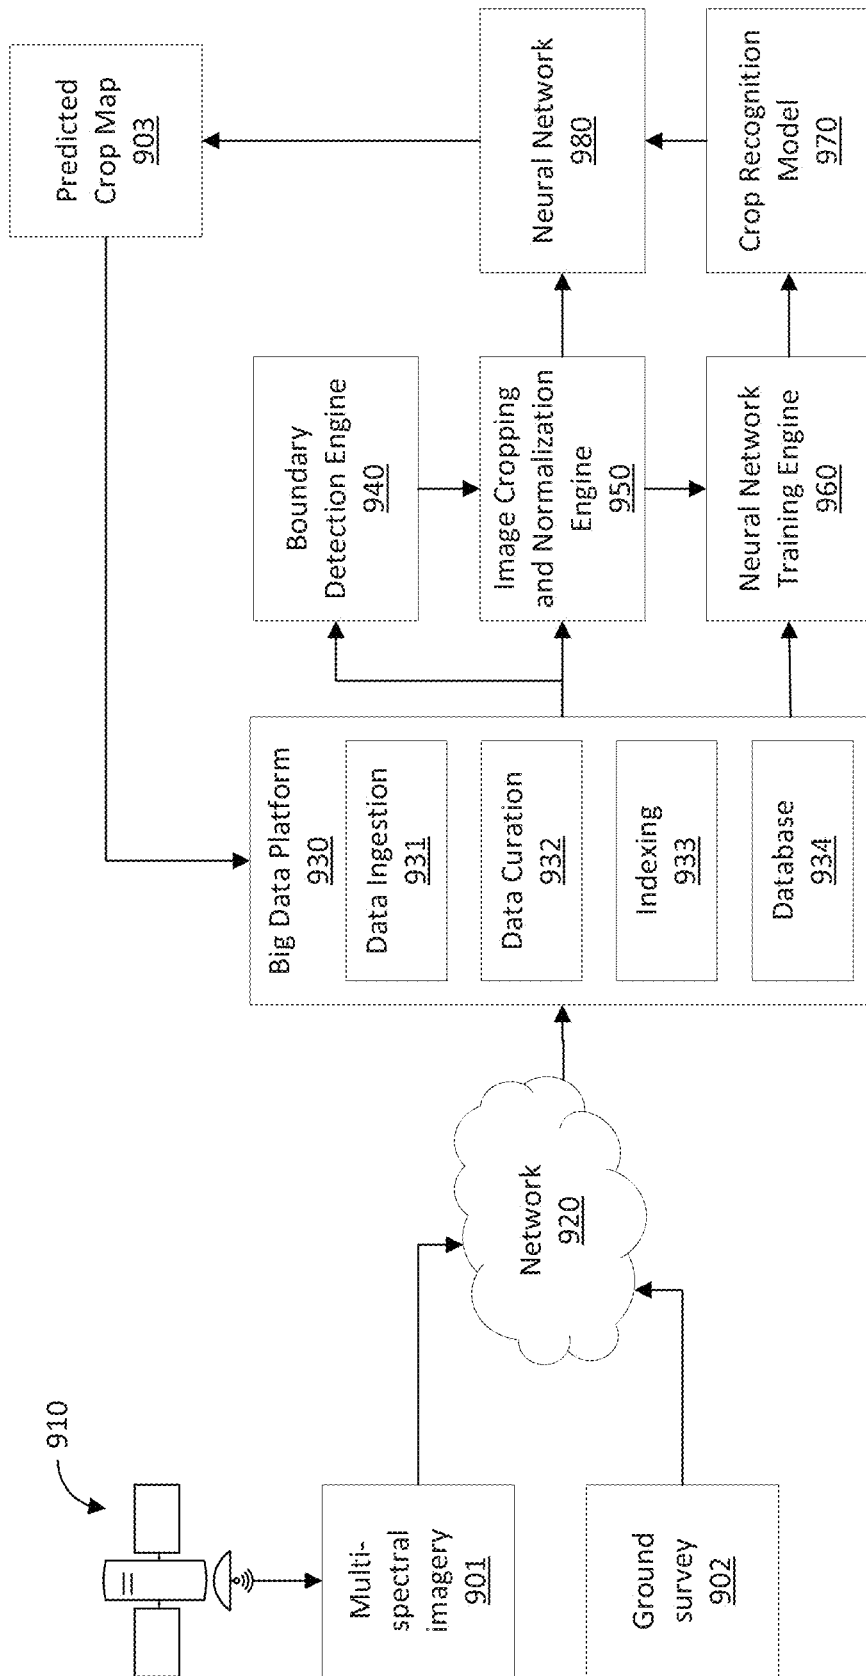 910
Multi-
spectral
imagery
901
Ground
survey
902
Network
920
Big Data Platform
930
Data Ingestion
931
Data Curation
932
Indexing
933
Database
934
Boundary
Detection Engine
940
Image Cropping
and Normalization
Engine
950
Neural Network
Training Engine
960
Predicted
Crop Map
903
Neural Network
980
Crop Recognition
Model
970